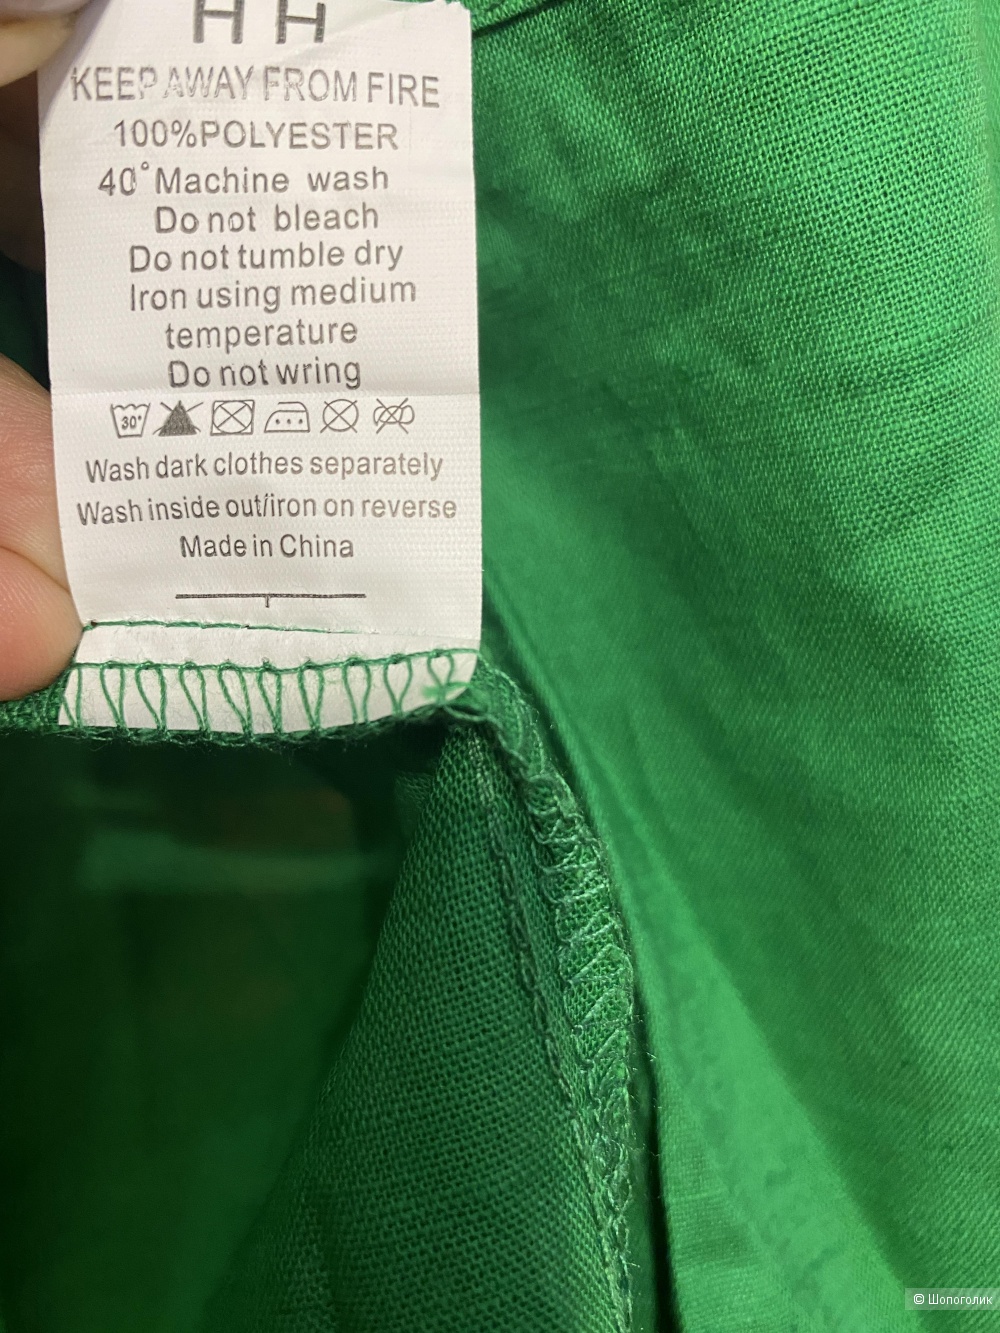 H H
KEEP AWAY FROM FIRE
100%POLYESTER
40°Machine wash
Do not bleach
Do not tumble dry
Iron using medium
temperature
Do not wring
30°
Wash dark clothes separately
Wash inside out/iron on reverse
Made in China
© Шопоголик